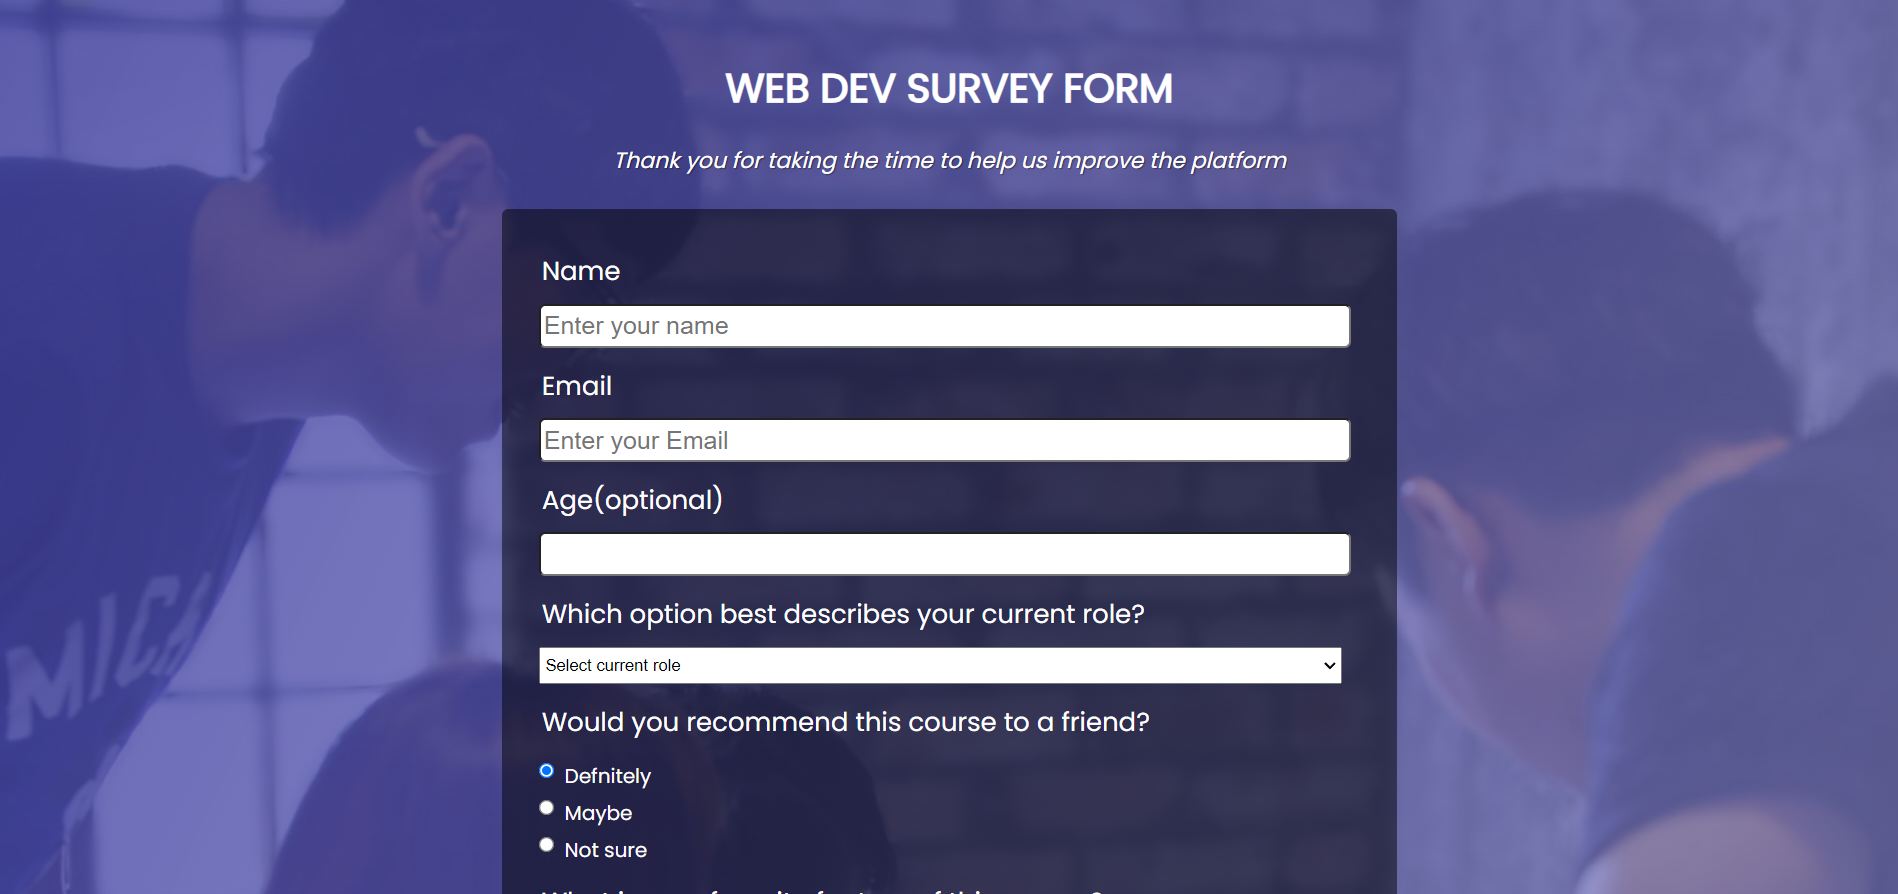 WEB DEV SURVEY FORM
Thank you for taking the time to help us improve the platform
Name
Enter your name
Email
Enter your Email
Age(optional)
Which option best describes your current role?
Select current role
Would you recommend this course to a friend?
Defnitely
Maybe
Not sure